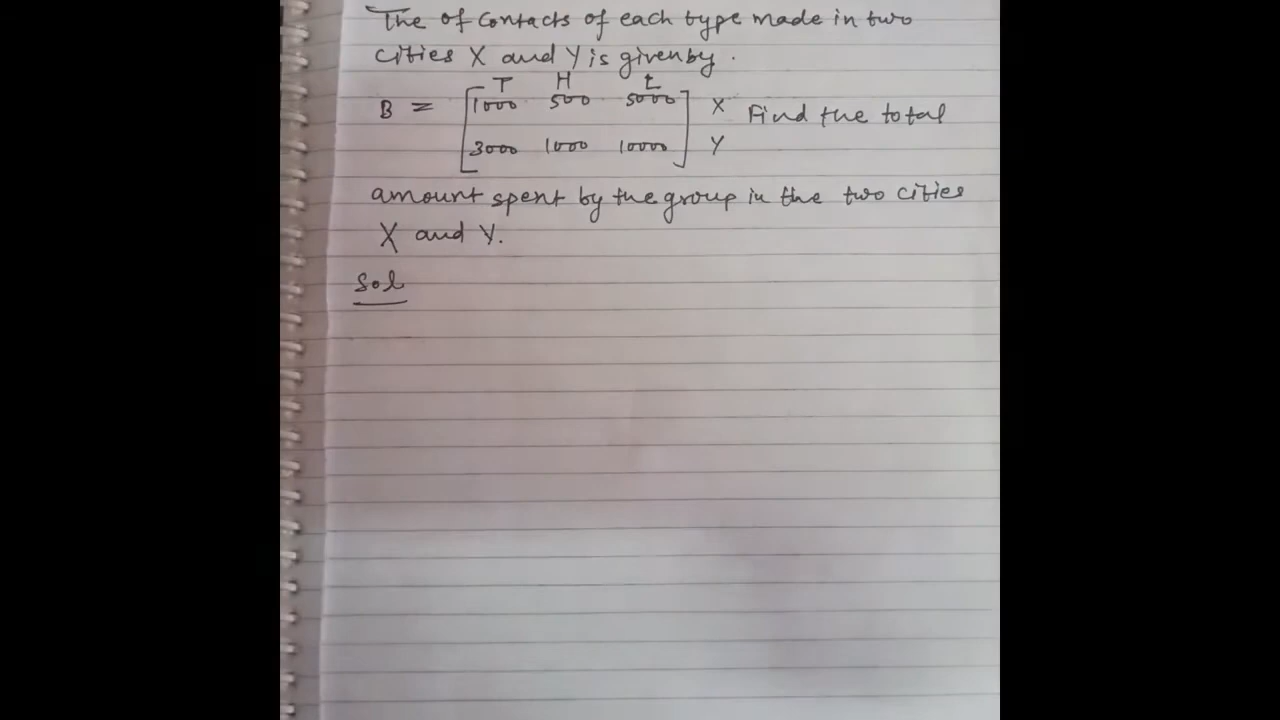 The of Contacts of each type made in two
cities X and Y is given by.
T H L
B = [1000 500 5000] X Find the total
[3000 1000 10000] Y
amount spent by the group in the two cities
X and Y.
Sol